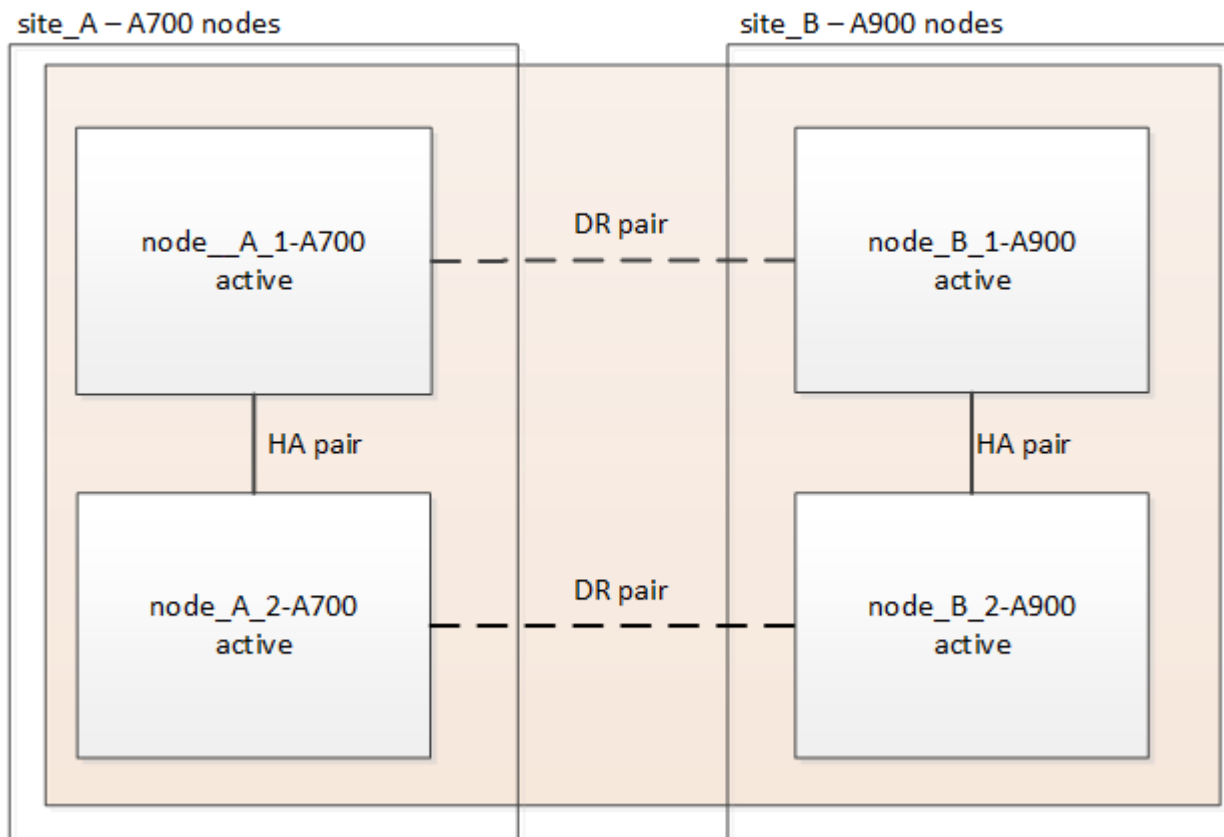 site_A – A700 nodes
site_B – A900 nodes
node__A_1-A700
active
DR pair
node_B_1-A900
active
HA pair
HA pair
node_A_2-A700
active
DR pair
node_B_2-A900
active